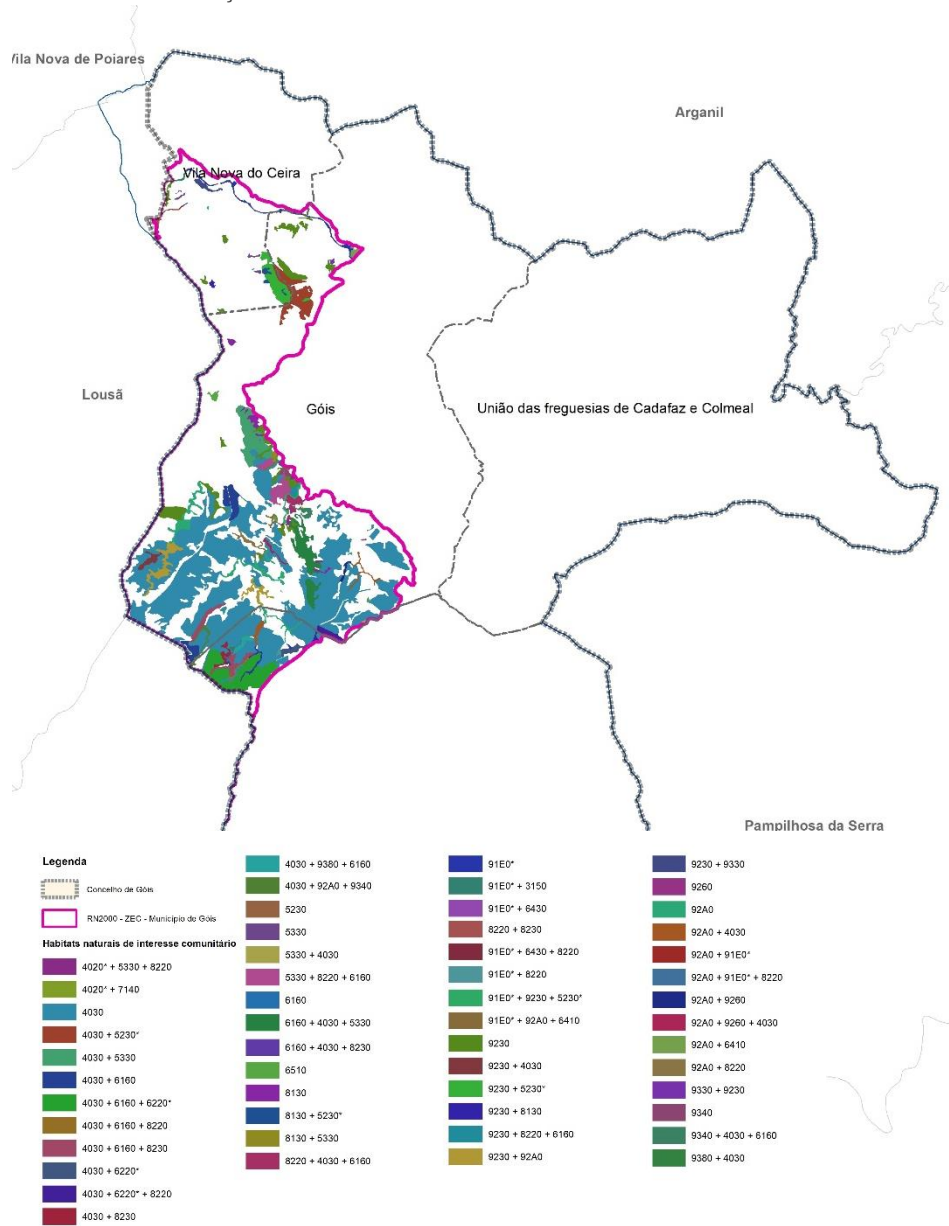 Vila Nova de Poiares
Arganil
Vila Nova do Ceira
Lousã
Góis
União das freguesias de Cadafaz e Colmeal
Pampilhosa da Serra
Legenda
Concelho de Góis
RN2000 - ZEC - Município de Góis
Habitats naturais de interesse comunitário
4020* + 5330 + 8220
4020* + 7140
4030
4030 + 5230*
4030 + 5330
4030 + 6160
4030 + 6160 + 6220*
4030 + 6160 + 8220
4030 + 6160 + 8230
4030 + 6220*
4030 + 6220* + 8220
4030 + 8230
4030 + 9380 + 6160
4030 + 92A0 + 9340
5230
5330
5330 + 4030
5330 + 8220 + 6160
6160
6160 + 4030 + 5330
6160 + 4030 + 8230
6510
8130
8130 + 5230*
8130 + 5330
8220 + 4030 + 6160
91E0*
91E0* + 3150
91E0* + 6430
8220 + 8230
91E0* + 6430 + 8220
91E0* + 8220
91E0* + 9230 + 5230*
91E0* + 92A0 + 6410
9230
9230 + 4030
9230 + 5230*
9230 + 8130
9230 + 8220 + 6160
9230 + 92A0
9230 + 9330
9260
92A0
92A0 + 4030
92A0 + 91E0*
92A0 + 91E0* + 8220
92A0 + 9260
92A0 + 9260 + 4030
92A0 + 6410
92A0 + 8220
9330 + 9230
9340
9340 + 4030 + 6160
9380 + 4030